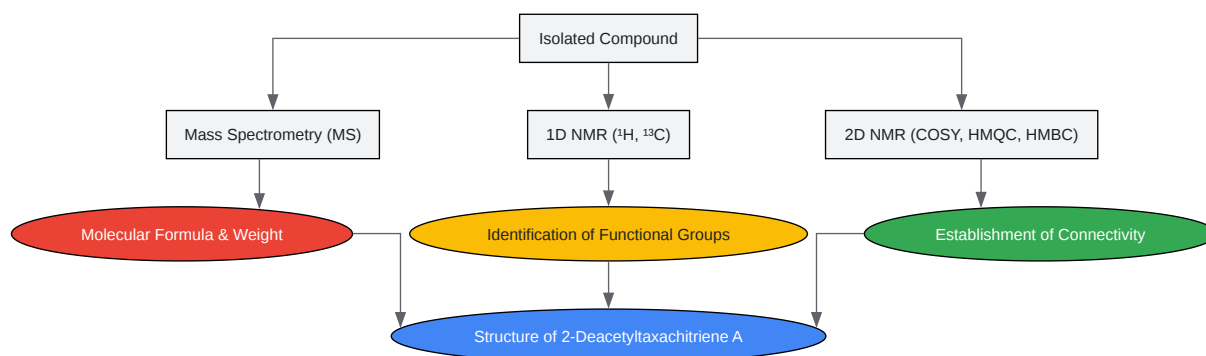 Isolated Compound
Mass Spectrometry (MS)
1D NMR (¹H, ¹³C)
2D NMR (COSY, HMQC, HMBC)
Molecular Formula & Weight
Identification of Functional Groups
Establishment of Connectivity
Structure of 2-Deacetyltaxachitriene A